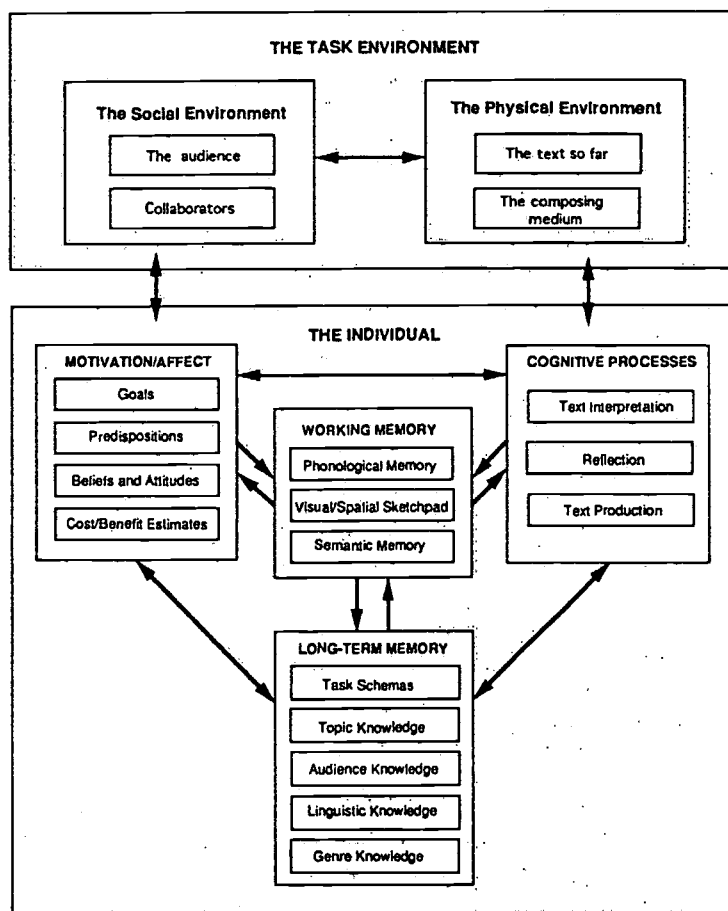 THE TASK ENVIRONMENT
The Social Environment
The audience
Collaborators
The Physical Environment
The text so far
The composing
medium
THE INDIVIDUAL
MOTIVATION/AFFECT
Goals
Predispositions
Beliefs and Attitudes
Cost/Benefit Estimates
WORKING MEMORY
Phonological Memory
Visual/Spatial Sketchpad
Semantic Memory
COGNITIVE PROCESSES
Text Interpretation
Reflection
Text Production
LONG-TERM MEMORY
Task Schemas
Topic Knowledge
Audience Knowledge
Linguistic Knowledge
Genre Knowledge